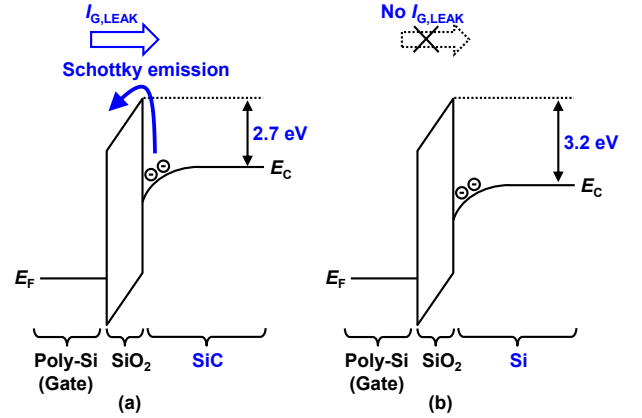 I_G,LEAK
Schottky emission
2.7 eV
E_C
E_F
Poly-Si
(Gate)
SiO₂
SiC
(a)
No I_G,LEAK
3.2 eV
E_C
E_F
Poly-Si
(Gate)
SiO₂
Si
(b)